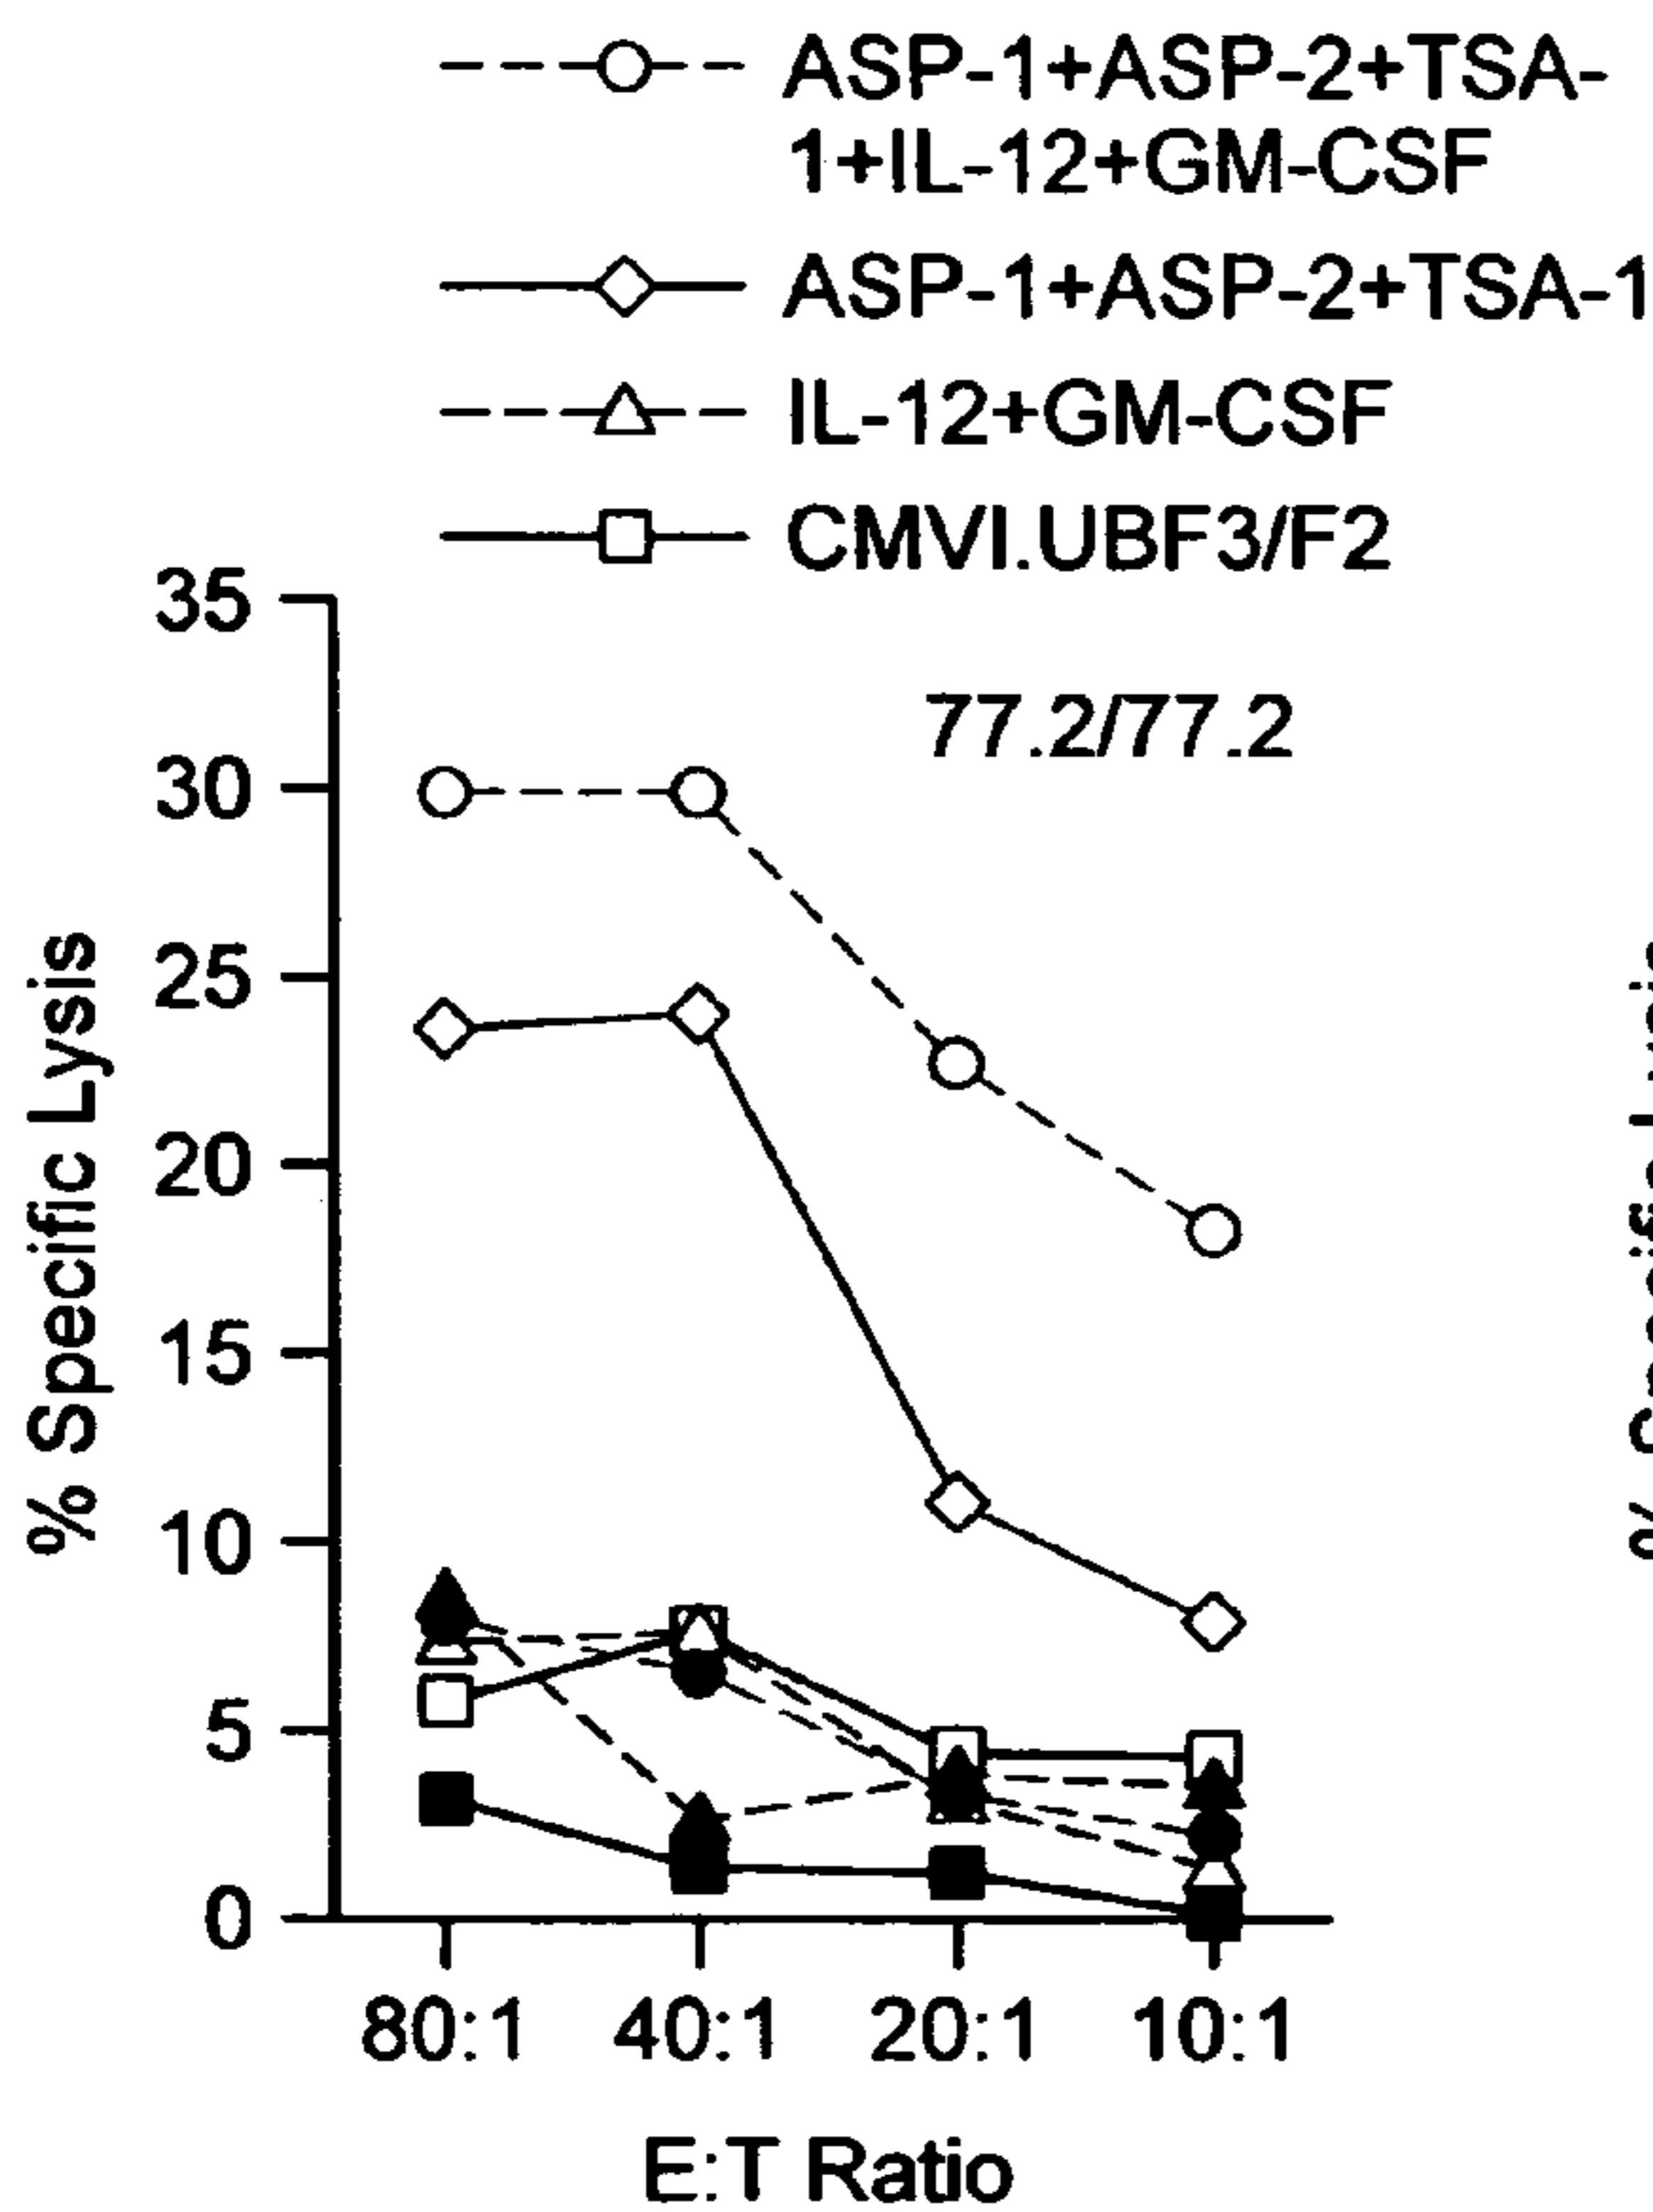 ASP-1+ASP-2+TSA-
1+IL-12+GM-CSF
ASP-1+ASP-2+TSA-1
IL-12+GM-CSF
CMVI.UBF3/F2
77.2/77.2
35
30
25
20
15
10
5
0
% Specific Lysis
80:1 40:1 20:1 10:1
E:T Ratio